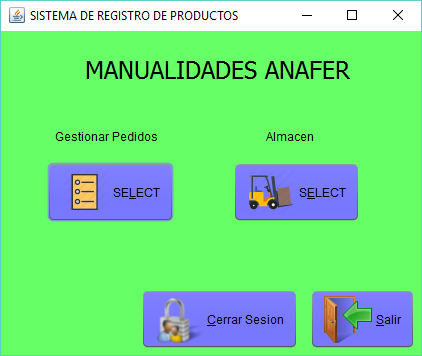 SISTEMA DE REGISTRO DE PRODUCTOS
MANUALIDADES ANAFER
Gestionar Pedidos Almacen
SELECT SELECT
Cerrar Sesion Salir